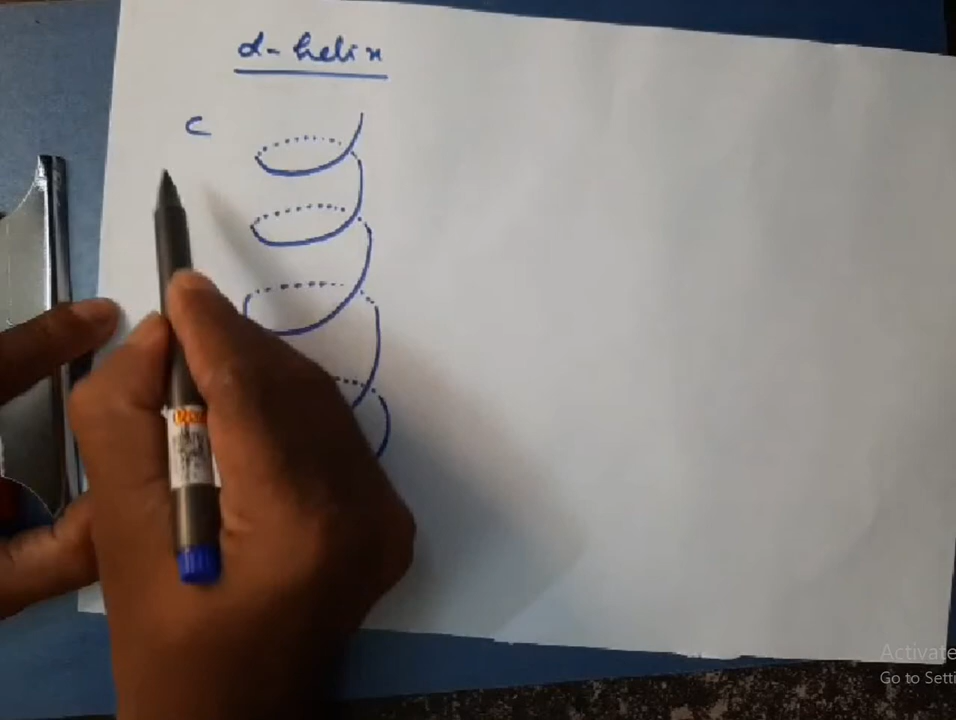 α-helix
C
Activate
Go to Setti